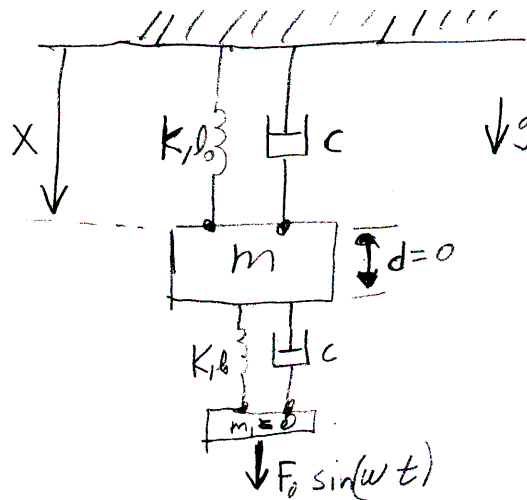 X
K, l₀
C
g
m
d=0
K, l₀
C
m₁ = 0
F₀ sin(ωt)